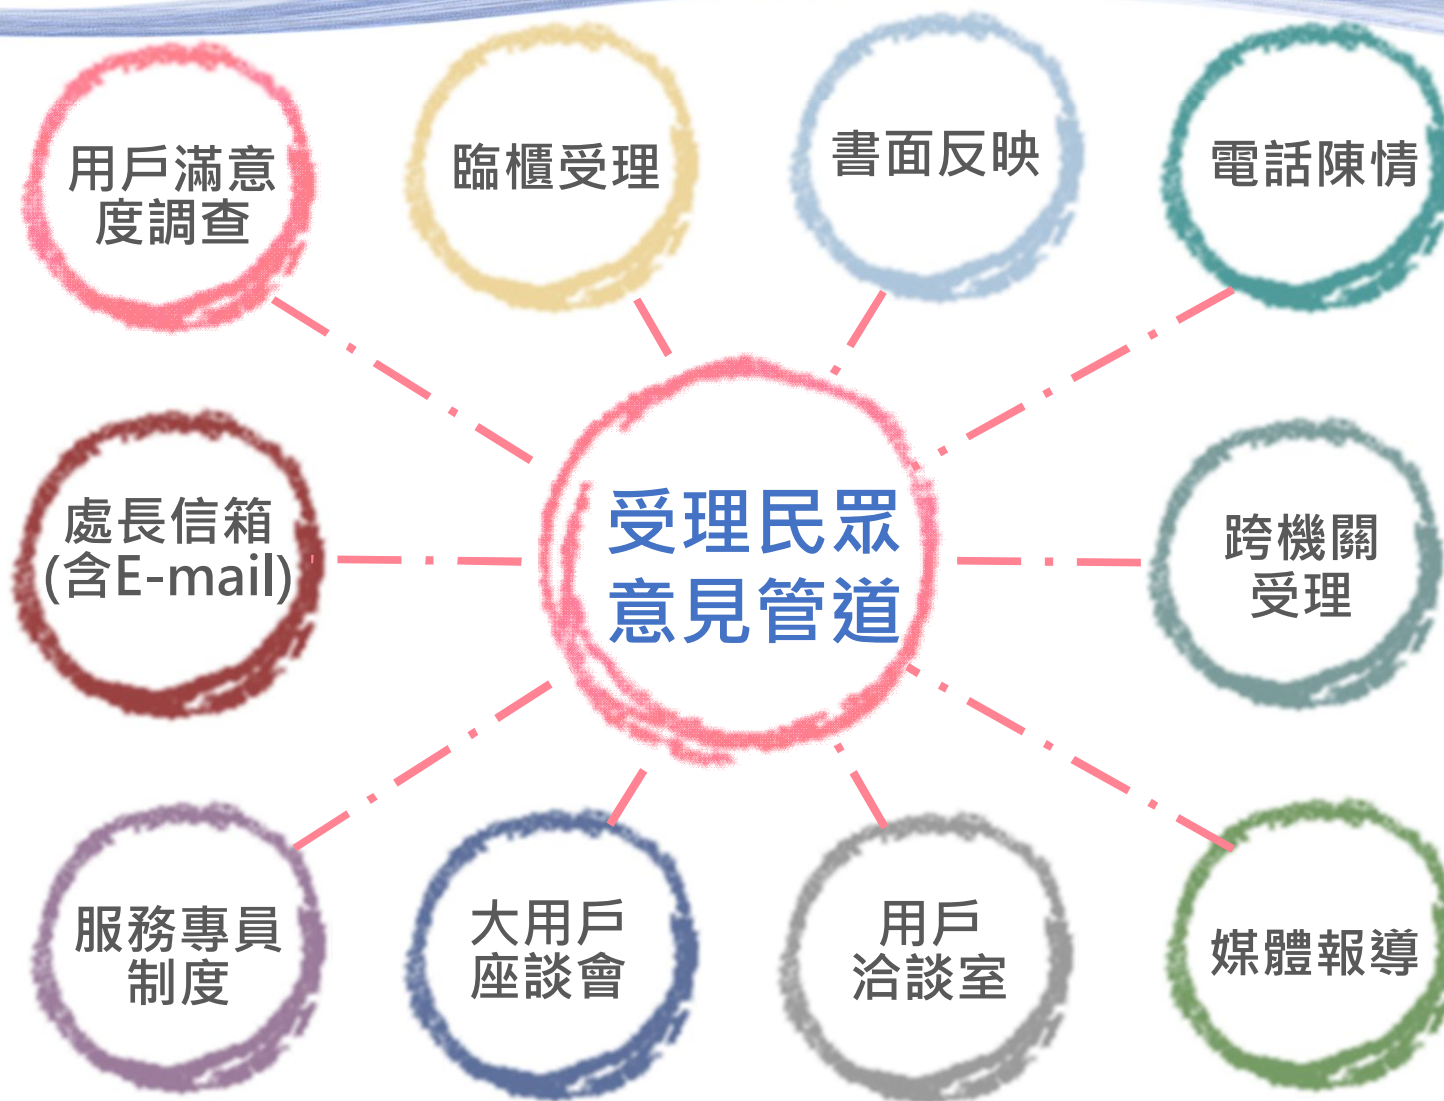 用戶滿意
度調查
臨櫃受理
書面反映
電話陳情
處長信箱
(含E-mail)
受理民眾
意見管道
跨機關
受理
服務專員
制度
大用戶
座談會
用戶
洽談室
媒體報導